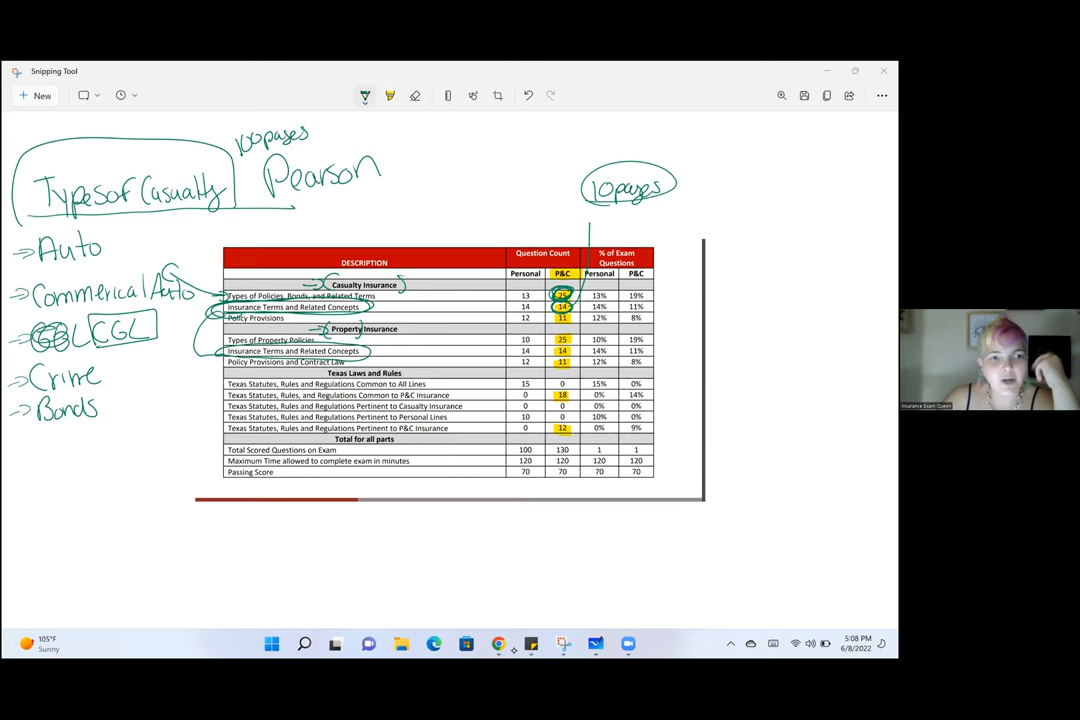 Snipping Tool
New
100 pages
Types of Casualty
Pearson
10 pages
→ Auto
→ Commerical Auto
→ L CGL
→ Crime
→ Bonds
DESCRIPTION Question Count % of Exam Questions
Personal P&C Personal P&C
Casualty Insurance
Types of Policies, Bonds, and Related Terms 13 25 13% 19%
Insurance Terms and Related Concepts 14 14 14% 11%
Policy Provisions 12 11 12% 8%
Property Insurance
Types of Property Policies 10 25 10% 19%
Insurance Terms and Related Concepts 14 14 14% 11%
Policy Provisions and Contract Law 12 11 12% 8%
Texas Laws and Rules
Texas Statutes, Rules and Regulations Common to All Lines 15 0 15% 0%
Texas Statutes, Rules, and Regulations Common to P&C Insurance 0 18 0% 14%
Texas Statutes, Rules and Regulations Pertinent to Casualty Insurance 0 0 0% 0%
Texas Statutes, Rules and Regulations Pertinent to Personal Lines 10 0 10% 0%
Texas Statutes, Rules and Regulations Pertinent to P&C Insurance 0 12 0% 9%
Total for all parts
Total Scored Questions on Exam 100 130 1 1
Maximum Time allowed to complete exam in minutes 120 120 120 120
Passing Score 70 70 70 70
Insurance Exam Queen
105°F
Sunny
5:08 PM
6/8/2022